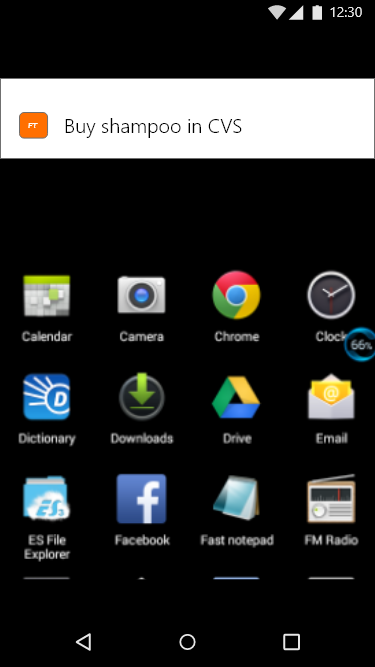 12:30
FT
Buy shampoo in CVS
Calendar
Camera
Chrome
Clock
66%
Dictionary
Downloads
Drive
Email
@
ES File
Explorer
Facebook
Fast notepad
FM Radio